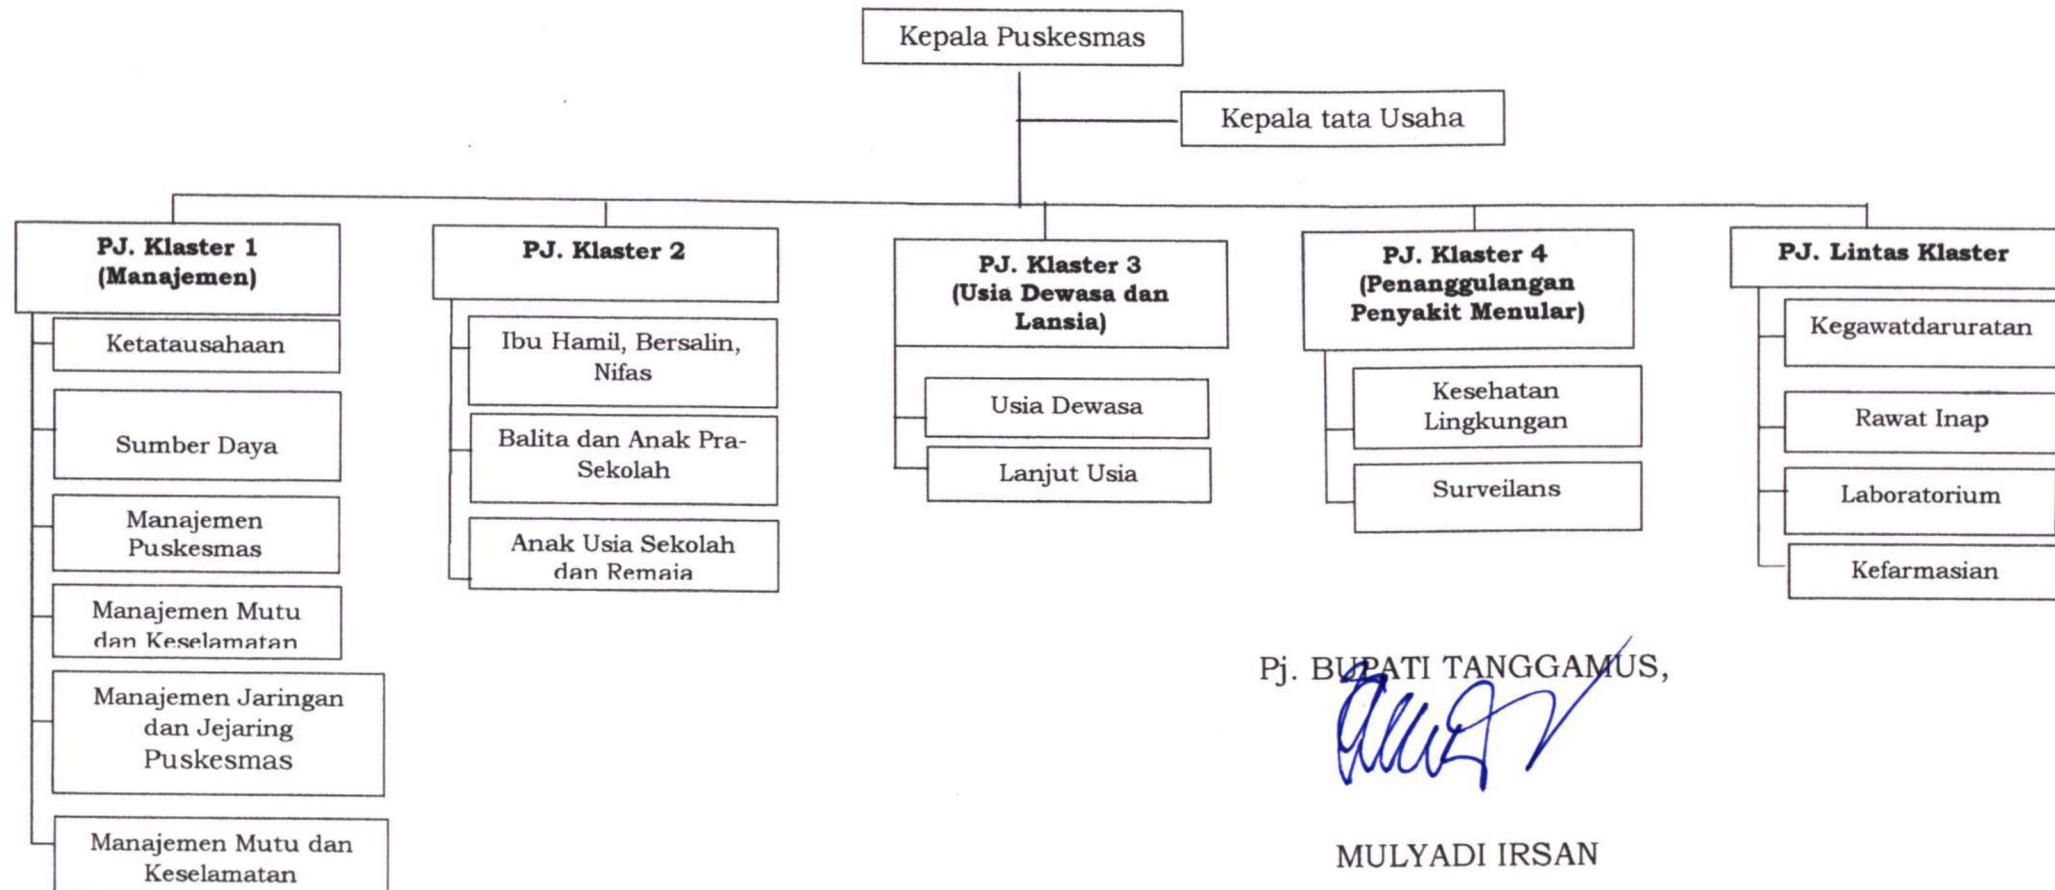 Kepala Puskesmas
Kepala tata Usaha
PJ. Klaster 1
(Manajemen)
Ketatausahaan
Sumber Daya
Manajemen
Puskesmas
Manajemen Mutu
dan Keselamatan
Manajemen Jaringan
dan Jejaring
Puskesmas
Manajemen Mutu dan
Keselamatan
PJ. Klaster 2
Ibu Hamil, Bersalin,
Nifas
Balita dan Anak Pra-
Sekolah
Anak Usia Sekolah
dan Remaja
PJ. Klaster 3
(Usia Dewasa dan
Lansia)
Usia Dewasa
Lanjut Usia
PJ. Klaster 4
(Penanggulangan
Penyakit Menular)
Kesehatan
Lingkungan
Surveilans
PJ. Lintas Klaster
Kegawatdaruratan
Rawat Inap
Laboratorium
Kefarmasian
Pj. BUPATI TANGGAMUS,
MULYADI IRSAN